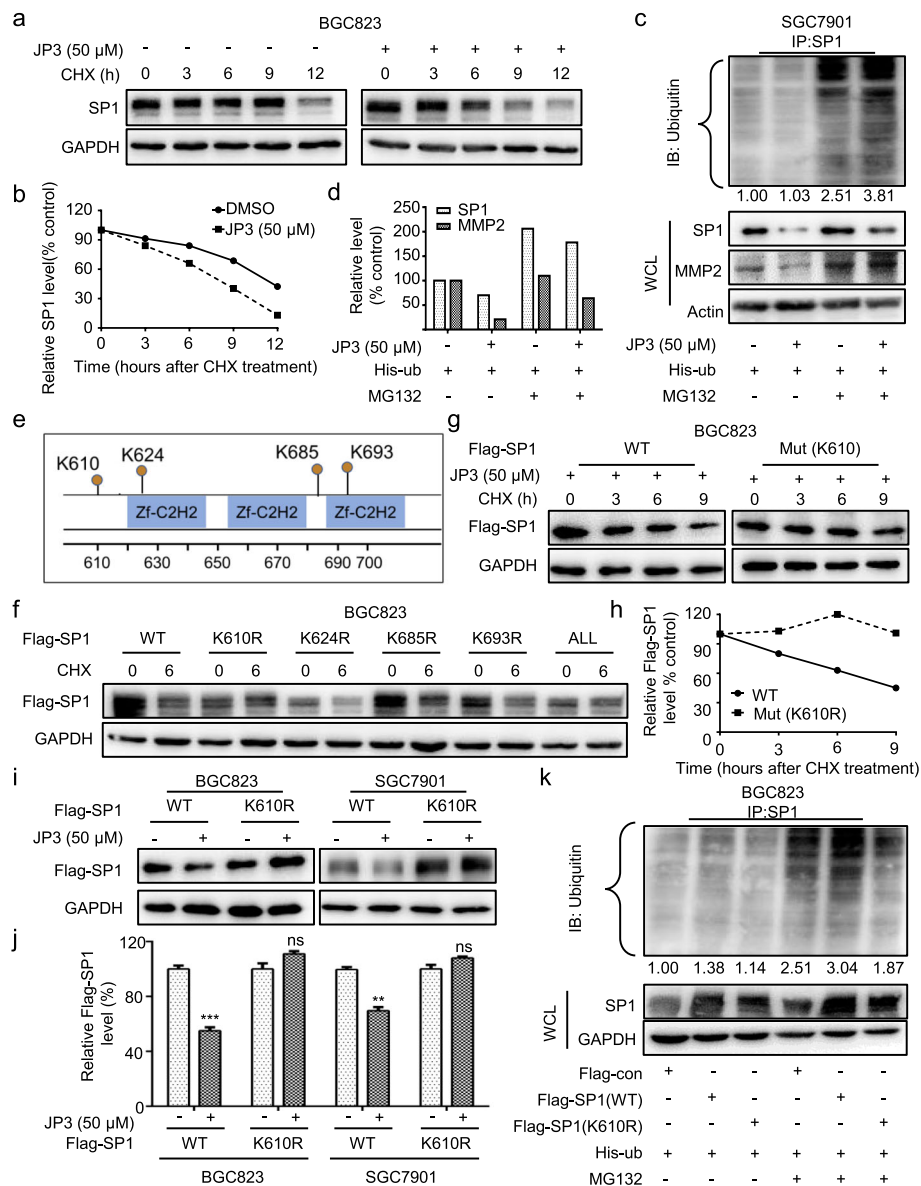 a
BGC823
JP3 (50 μM) - - - - - + + + + +
CHX (h) 0 3 6 9 12 0 3 6 9 12
SP1
GAPDH
b
Relative SP1 level(% control)
120
90
60
30
0
DMSO
JP3 (50 μM)
0 3 6 9 12
Time (hours after CHX treatment)
c
SGC7901
IP:SP1
IB: Ubiquitin
1.00 1.03 2.51 3.81
WCL
SP1
MMP2
Actin
JP3 (50 μM) - + - +
His-ub + + + +
MG132 - - + +
d
Relative level
(% control)
250
200
150
100
50
0
SP1
MMP2
JP3 (50 μM) - + - +
His-ub + + + +
MG132 - - + +
e
K610 K624 K685 K693
Zf-C2H2 Zf-C2H2 Zf-C2H2
610 630 650 670 690 700
g
BGC823
Flag-SP1 WT Mut (K610)
JP3 (50 μM) + + + + + + + +
CHX (h) 0 3 6 9 0 3 6 9
Flag-SP1
GAPDH
f
BGC823
Flag-SP1 WT K610R K624R K685R K693R ALL
CHX 0 6 0 6 0 6 0 6 0 6 0 6
Flag-SP1
GAPDH
h
Relative Flag-SP1
level % control)
120
100
80
60
40
20
0
WT
Mut (K610R)
0 3 6 9
Time (hours after CHX treatment)
i
BGC823 SGC7901
Flag-SP1 WT K610R WT K610R
JP3 (50 μM) - + - + - + - +
Flag-SP1
GAPDH
j
Relative Flag-SP1
level (%)
120
80
40
0
*** ns ** ns
JP3 (50 μM) - + - + - + - +
Flag-SP1 WT K610R WT K610R
BGC823 SGC7901
k
BGC823
IP:SP1
IB: Ubiquitin
1.00 1.38 1.14 2.51 3.04 1.87
WCL
SP1
GAPDH
Flag-con + +
Flag-SP1(WT) + +
Flag-SP1(K610R) + +
His-ub + + + + + +
MG132 + + +